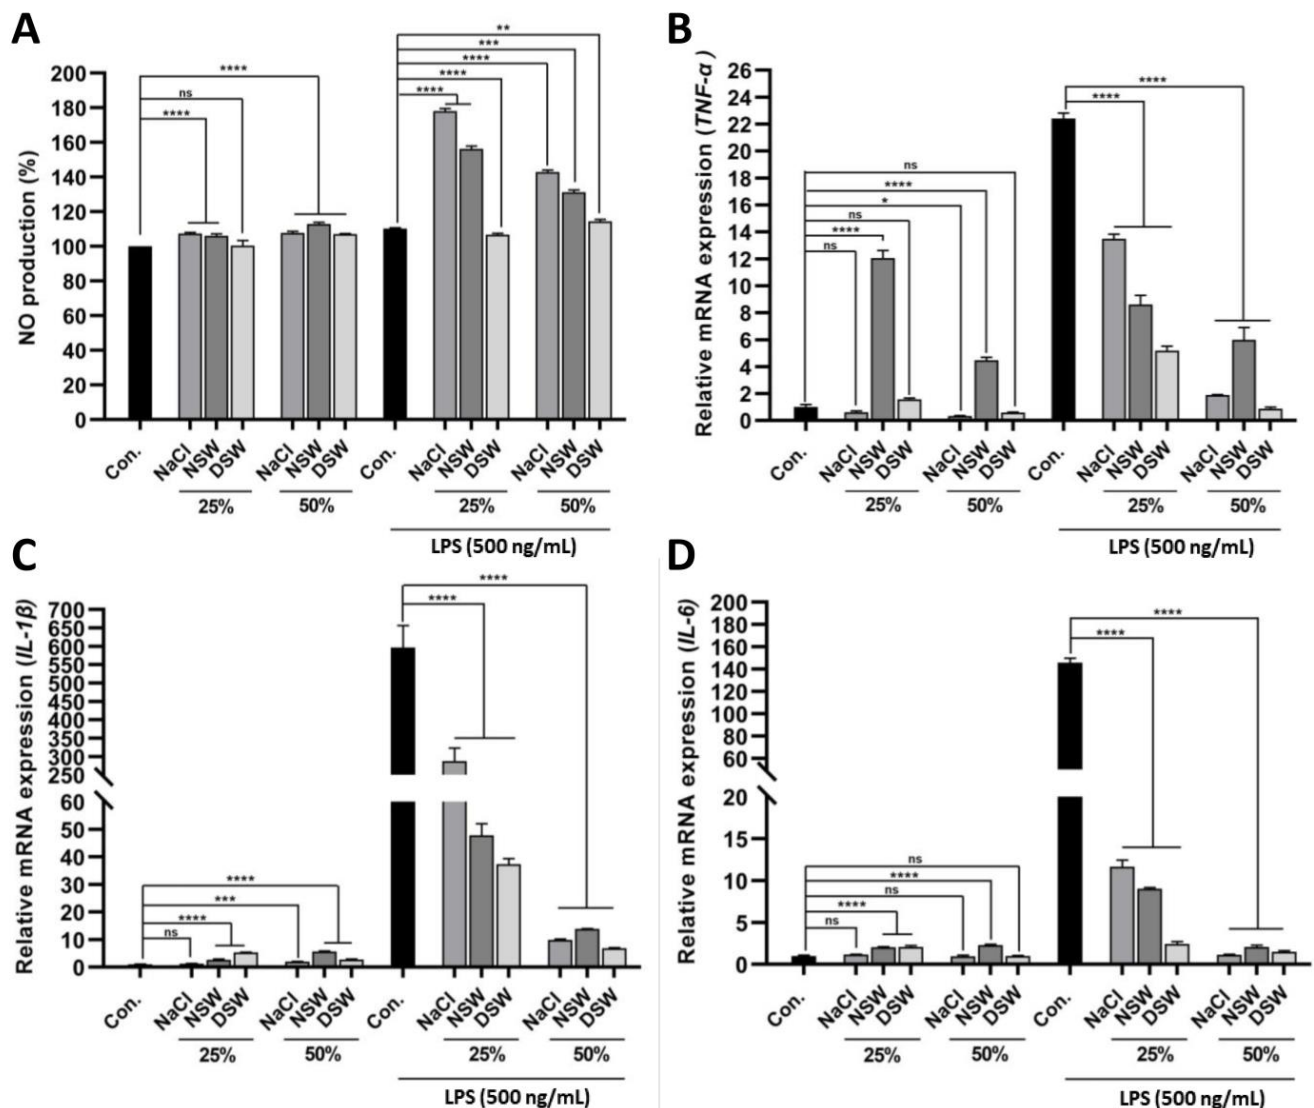 A
NO production (%)
200
180
160
140
120
100
80
60
40
20
0
****
ns
****
**
***
****
****
****
Con.
NaCl
NSW
DSW
NaCl
NSW
DSW
Con.
NaCl
NSW
DSW
NaCl
NSW
DSW
25%
50%
25%
50%
LPS (500 ng/mL)
B
Relative mRNA expression (TNF-α)
26
24
22
20
18
16
14
12
10
8
6
4
2
0
ns
****
*
ns
****
ns
****
****
Con.
NaCl
NSW
DSW
NaCl
NSW
DSW
Con.
NaCl
NSW
DSW
NaCl
NSW
DSW
25%
50%
25%
50%
LPS (500 ng/mL)
C
Relative mRNA expression (IL-1β)
700
650
600
550
500
450
400
350
300
250
60
50
40
30
20
10
0
****
***
****
ns
****
****
Con.
NaCl
NSW
DSW
NaCl
NSW
DSW
Con.
NaCl
NSW
DSW
NaCl
NSW
DSW
25%
50%
25%
50%
LPS (500 ng/mL)
D
Relative mRNA expression (IL-6)
200
180
160
140
120
100
80
60
20
15
10
5
0
ns
****
ns
****
ns
****
****
Con.
NaCl
NSW
DSW
NaCl
NSW
DSW
Con.
NaCl
NSW
DSW
NaCl
NSW
DSW
25%
50%
25%
50%
LPS (500 ng/mL)